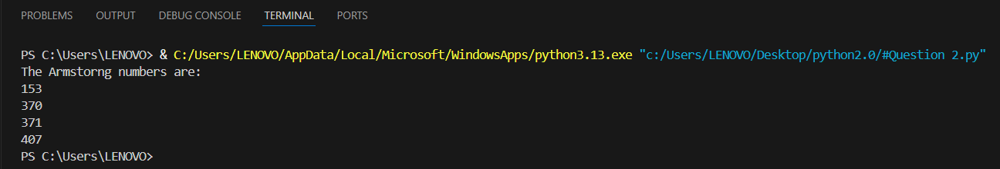 PROBLEMS OUTPUT DEBUG CONSOLE TERMINAL PORTS
PS C:\Users\LENOVO> & C:/Users/LENOVO/AppData/Local/Microsoft/WindowsApps/python3.13.exe "c:/Users/LENOVO/Desktop/python2.0/#Question 2.py"
The Armstorng numbers are:
153
370
371
407
PS C:\Users\LENOVO>